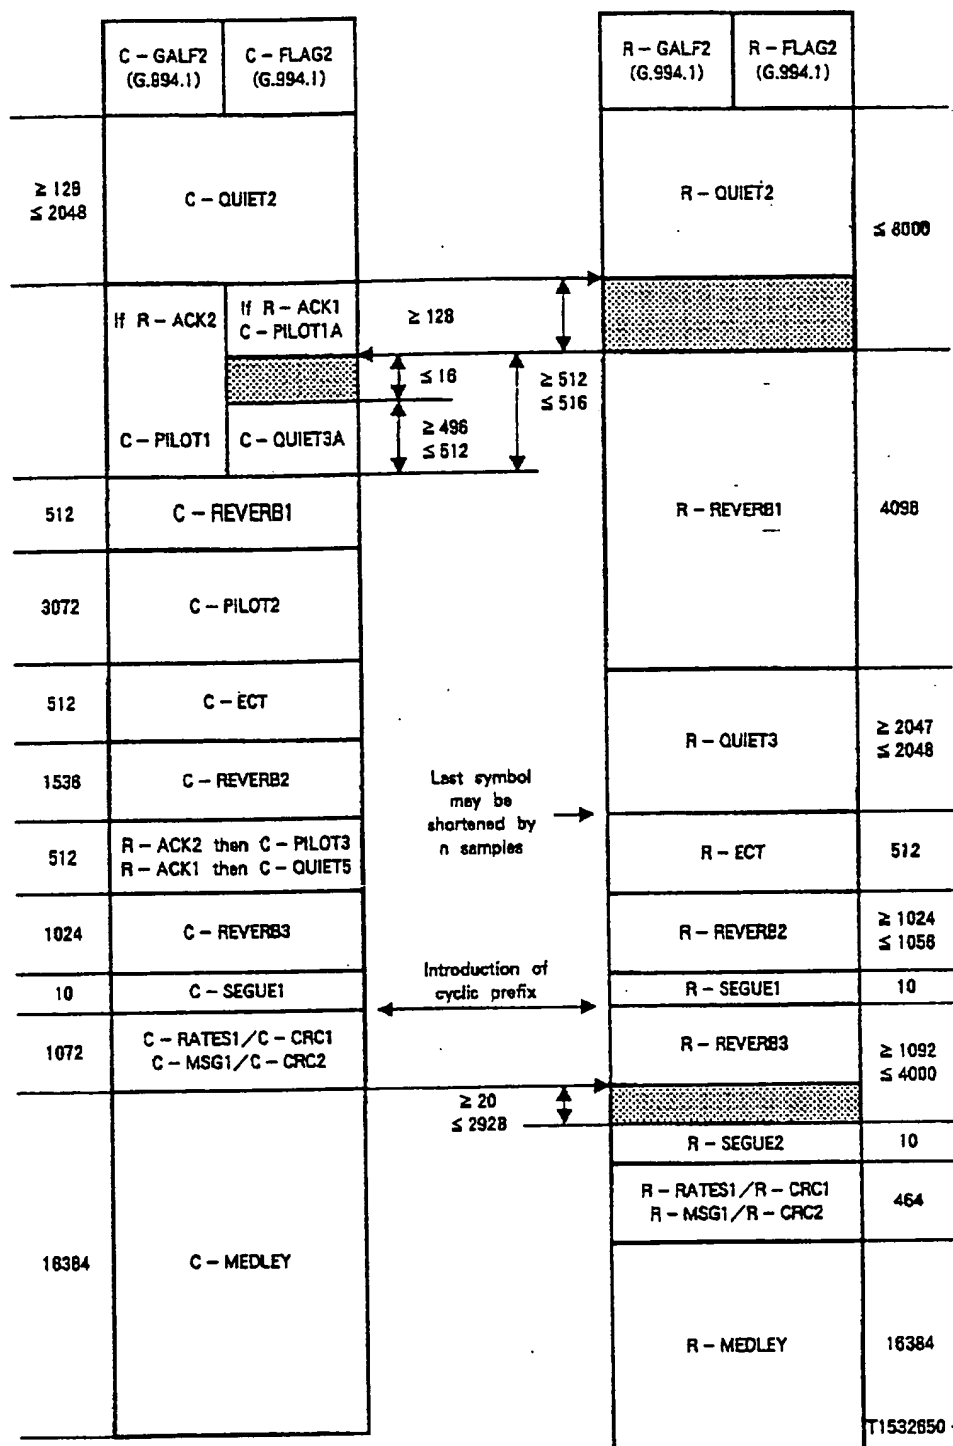 C – GALF2
(G.994.1)
C – FLAG2
(G.994.1)
R – GALF2
(G.994.1)
R – FLAG2
(G.994.1)
≥ 128
≤ 2048
C – QUIET2
R – QUIET2
≤ 8000
If R – ACK2
If R – ACK1
C – PILOT1A
≥ 128
≤ 16
≥ 512
≤ 516
C – PILOT1
C – QUIET3A
≥ 496
≤ 512
512
C – REVERB1
R – REVERB1
4098
3072
C – PILOT2
512
C – ECT
R – QUIET3
≥ 2047
≤ 2048
1536
C – REVERB2
Last symbol
may be
shortened by
n samples
512
R – ACK2 then C – PILOT3
R – ACK1 then C – QUIET5
R – ECT
512
1024
C – REVERB3
R – REVERB2
≥ 1024
≤ 1056
Introduction of
cyclic prefix
10
C – SEGUE1
R – SEGUE1
10
1072
C – RATES1/C – CRC1
C – MSG1/C – CRC2
R – REVERB3
≥ 1092
≤ 4000
≥ 20
≤ 2928
R – SEGUE2
10
R – RATES1/R – CRC1
R – MSG1/R – CRC2
464
16384
C – MEDLEY
R – MEDLEY
16384
T1532650